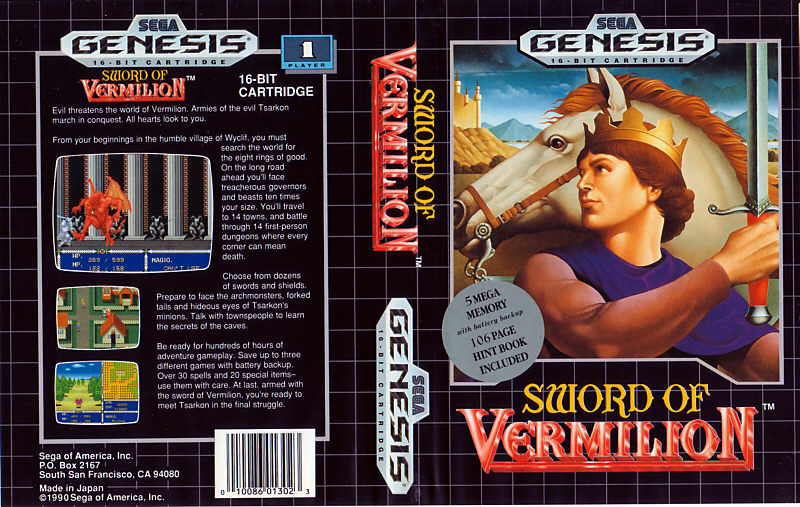 SEGA
GENESIS
16-BIT CARTRIDGE
1
PLAYER
SWORD OF
VERMILION™
16-BIT
CARTRIDGE
Evil threatens the world of Vermilion. Armies of the evil Tsarkon
march in conquest. All hearts look to you.
From your beginnings in the humble village of Wyclif, you must
search the world for
the eight rings of good.
On the long road
ahead you'll face
treacherous governors
and beasts ten times
your size. You'll travel
to 14 towns, and battle
through 14 first-person
dungeons where every
corner can mean
death.
HP. 269 / 599
MP. 122 / 158
MAGIC.
CAN'T USE
Choose from dozens
of swords and shields.
Prepare to face the archmonsters, forked
tails and hideous eyes of Tsarkon's
minions. Talk with townspeople to learn
the secrets of the caves.
Be ready for hundreds of hours of
adventure gameplay. Save up to three
different games with battery backup.
Over 30 spells and 20 special items–
use them with care. At last, armed with
the sword of Vermilion, you're ready to
meet Tsarkon in the final struggle.
Sega of America, Inc.
P.O. Box 2167
South San Francisco, CA 94080
Made in Japan
©1990 Sega of America, Inc.
0 10086 01302 3
SWORD OF
VERMILION™
SEGA
GENESIS
16-BIT CARTRIDGE
SEGA
GENESIS
16-BIT CARTRIDGE
5 MEGA
MEMORY
with battery backup
106 PAGE
HINT BOOK
INCLUDED
SWORD OF
VERMILION™